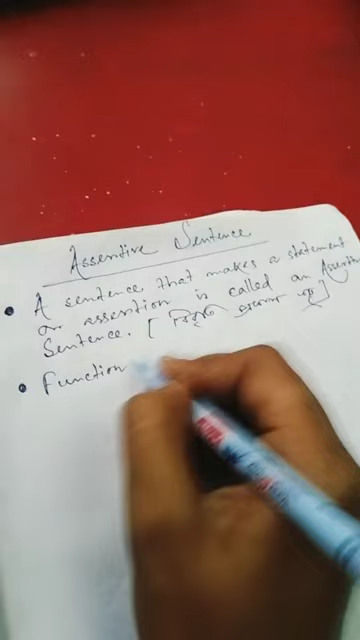 Assertive Sentence
• A sentence that makes a statement
or assertion is called an Assertive
Sentence. [
• Function